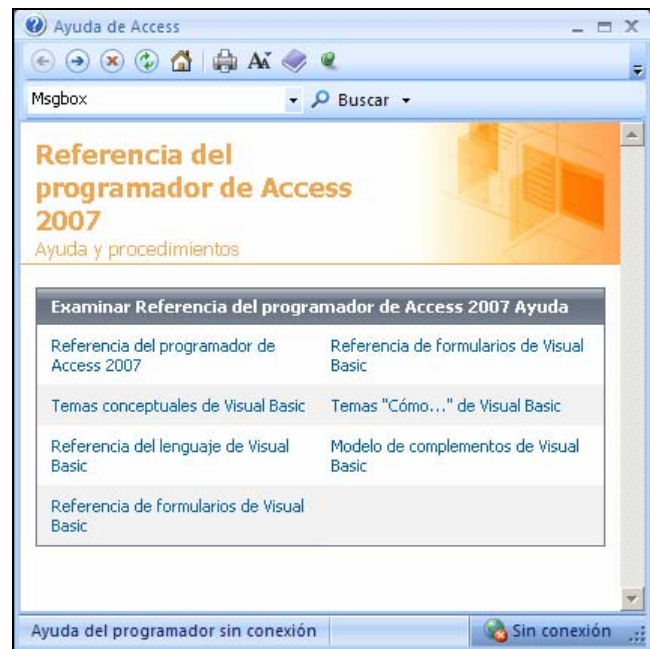 Ayuda de Access
Msgbox
Buscar
Referencia del
programador de Access
2007
Ayuda y procedimientos
Examinar Referencia del programador de Access 2007 Ayuda
Referencia del programador de
Access 2007
Referencia de formularios de Visual
Basic
Temas conceptuales de Visual Basic
Temas "Cómo..." de Visual Basic
Referencia del lenguaje de Visual
Basic
Modelo de complementos de Visual
Basic
Referencia de formularios de Visual
Basic
Ayuda del programador sin conexión
Sin conexión